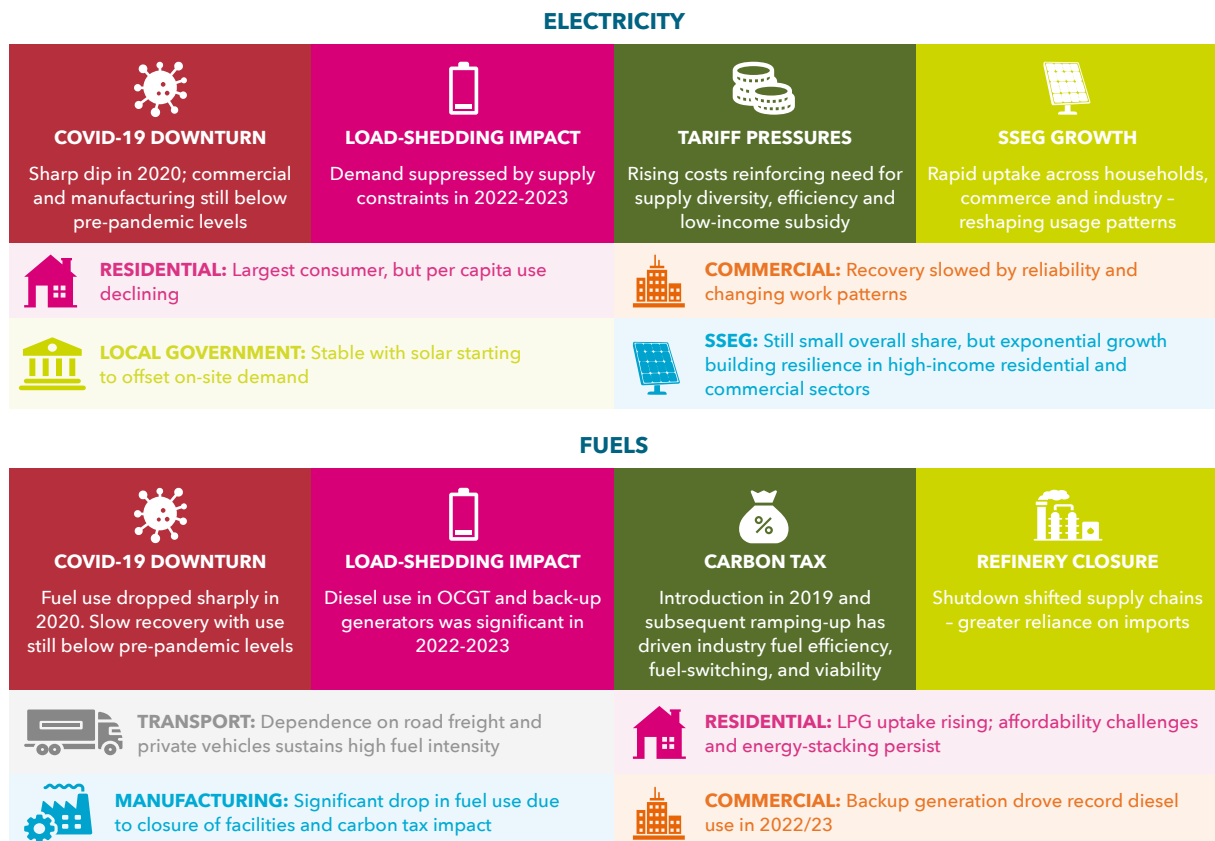 ELECTRICITY
COVID-19 DOWNTURN
Sharp dip in 2020; commercial
and manufacturing still below
pre-pandemic levels
LOAD-SHEDDING IMPACT
Demand suppressed by supply
constraints in 2022-2023
TARIFF PRESSURES
Rising costs reinforcing need for
supply diversity, efficiency and
low-income subsidy
SSEG GROWTH
Rapid uptake across households,
commerce and industry –
reshaping usage patterns
RESIDENTIAL: Largest consumer, but per capita use
declining
COMMERCIAL: Recovery slowed by reliability and
changing work patterns
LOCAL GOVERNMENT: Stable with solar starting
to offset on-site demand
SSEG: Still small overall share, but exponential growth
building resilience in high-income residential and
commercial sectors
FUELS
COVID-19 DOWNTURN
Fuel use dropped sharply in
2020. Slow recovery with use
still below pre-pandemic levels
LOAD-SHEDDING IMPACT
Diesel use in OCGT and back-up
generators was significant in
2022-2023
%
CARBON TAX
Introduction in 2019 and
subsequent ramping-up has
driven industry fuel efficiency,
fuel-switching, and viability
REFINERY CLOSURE
Shutdown shifted supply chains
– greater reliance on imports
TRANSPORT: Dependence on road freight and
private vehicles sustains high fuel intensity
RESIDENTIAL: LPG uptake rising; affordability challenges
and energy-stacking persist
MANUFACTURING: Significant drop in fuel use due
to closure of facilities and carbon tax impact
COMMERCIAL: Backup generation drove record diesel
use in 2022/23